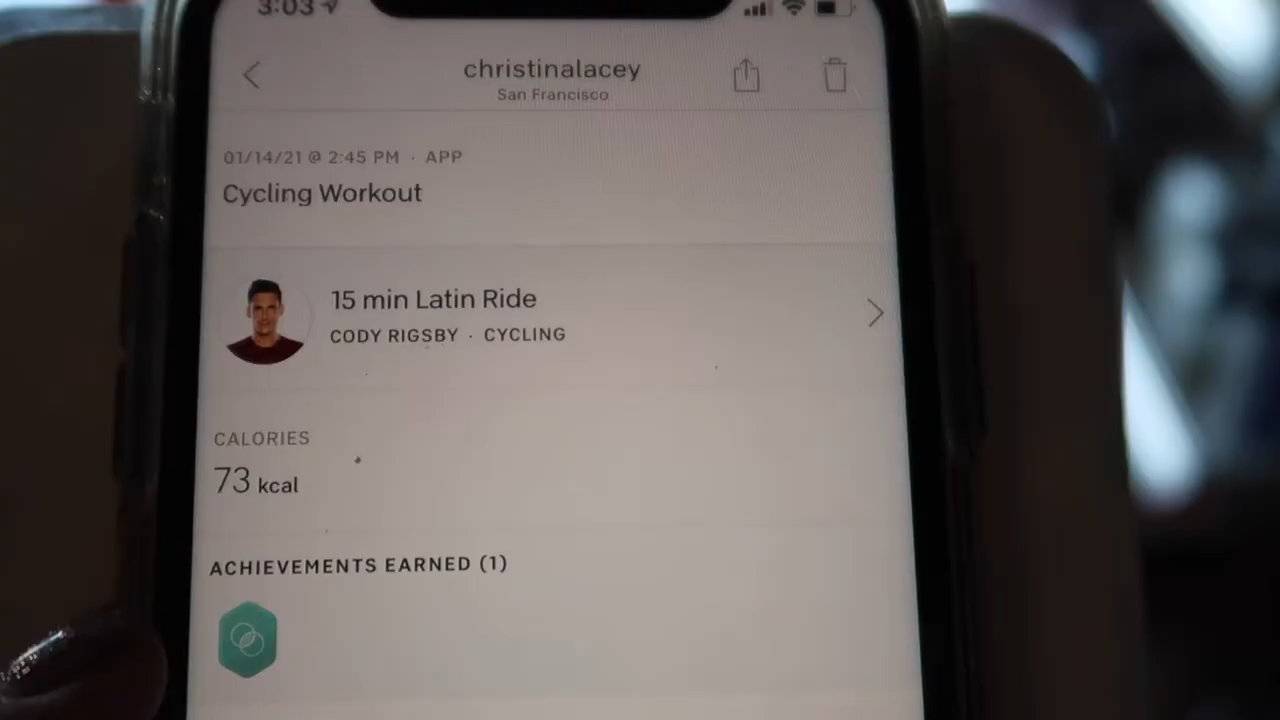 3:03
christinalacey
San Francisco
01/14/21 @ 2:45 PM · APP
Cycling Workout
15 min Latin Ride
CODY RIGSBY · CYCLING
CALORIES
73 kcal
ACHIEVEMENTS EARNED (1)